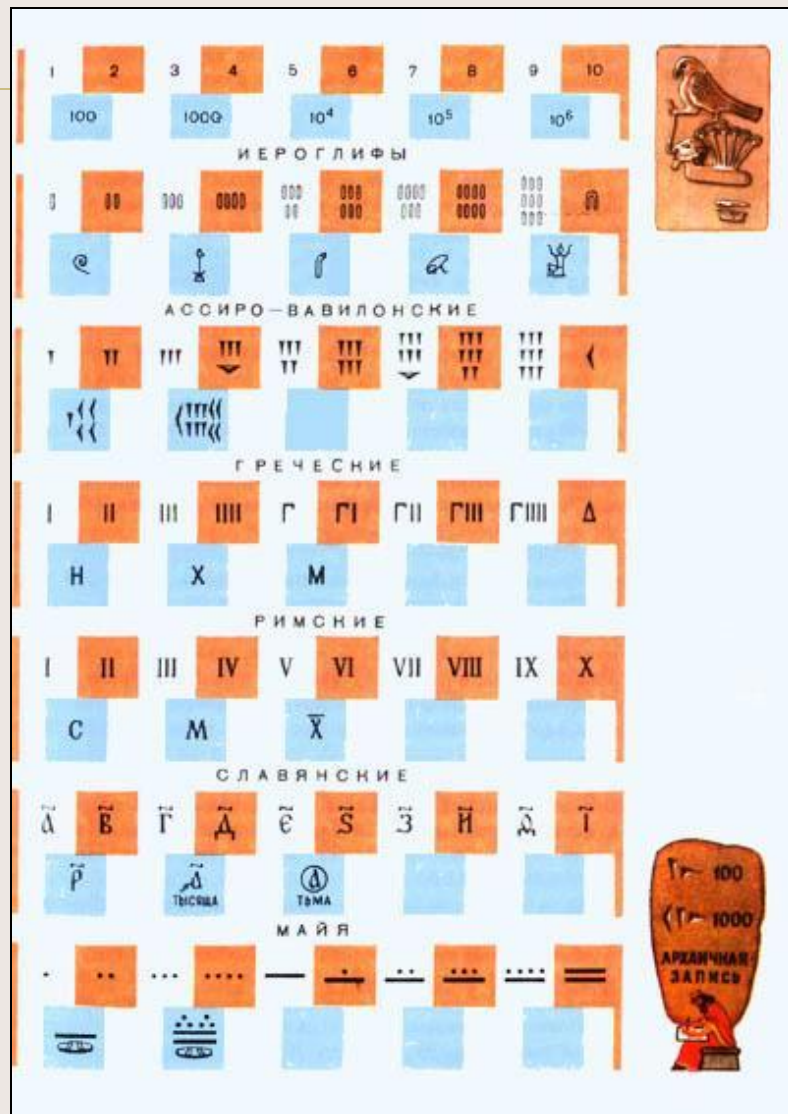 1 2 3 4 5 6 7 8 9 10
100 1000 10⁴ 10⁵ 10⁶
ИЕРОГЛИФЫ
АССИРО-ВАВИЛОНСКИЕ
ГРЕЧЕСКИЕ
I II III IIII Г ГI ГII ГIII ГIIII Δ
Н Х М
РИМСКИЕ
I II III IV V VI VII VIII IX X
C M X̅
СЛАВЯНСКИЕ
А҃ В҃ Г҃ Д҃ Є҃ Ѕ҃ З҃ И҃ Ѳ҃ І҃
Р҃ ҂А҃ А⃝
ТЫСЯЩА ТЬМА
МАЙЯ
100
1000
АРХАИЧНАЯ
ЗАПИСЬ